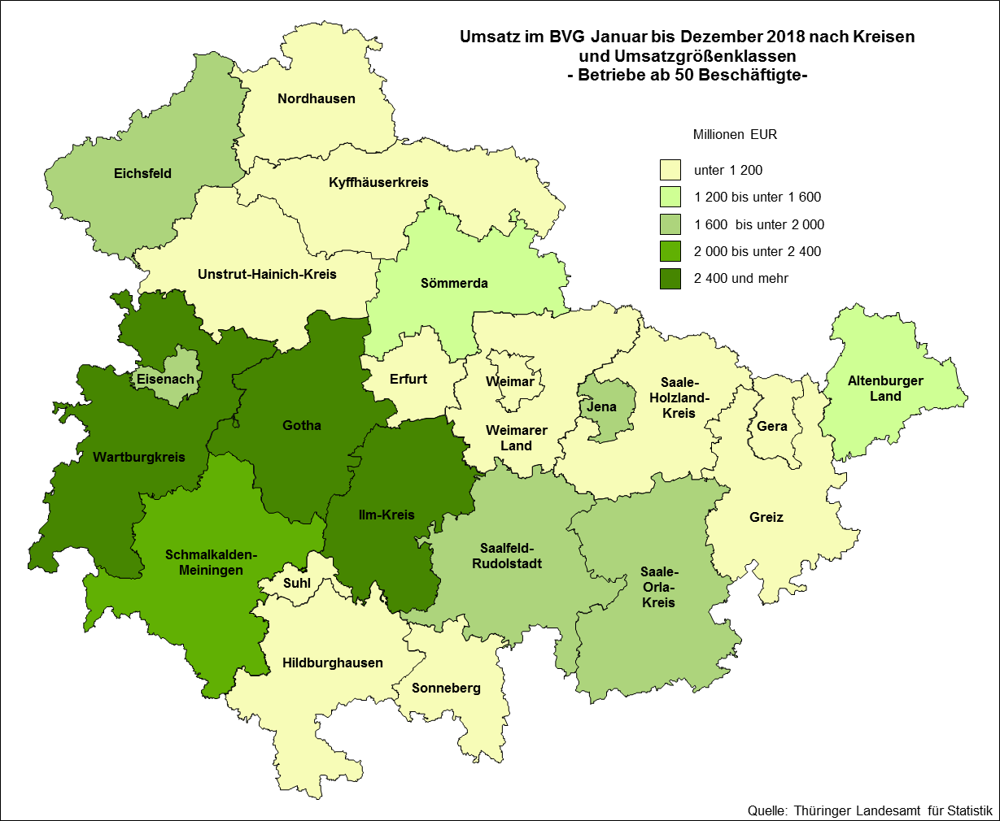 Umsatz im BVG Januar bis Dezember 2018 nach Kreisen
und Umsatzgrößenklassen
- Betriebe ab 50 Beschäftigte-
Millionen EUR
unter 1 200
1 200 bis unter 1 600
1 600 bis unter 2 000
2 000 bis unter 2 400
2 400 und mehr
Nordhausen
Eichsfeld
Kyffhäuserkreis
Unstrut-Hainich-Kreis
Sömmerda
Eisenach
Erfurt
Weimar
Saale-
Holzland-
Kreis
Altenburger
Land
Jena
Gotha
Gera
Weimarer
Land
Wartburgkreis
Ilm-Kreis
Greiz
Schmalkalden-
Meiningen
Saalfeld-
Rudolstadt
Suhl
Saale-
Orla-
Kreis
Hildburghausen
Sonneberg
Quelle: Thüringer Landesamt für Statistik